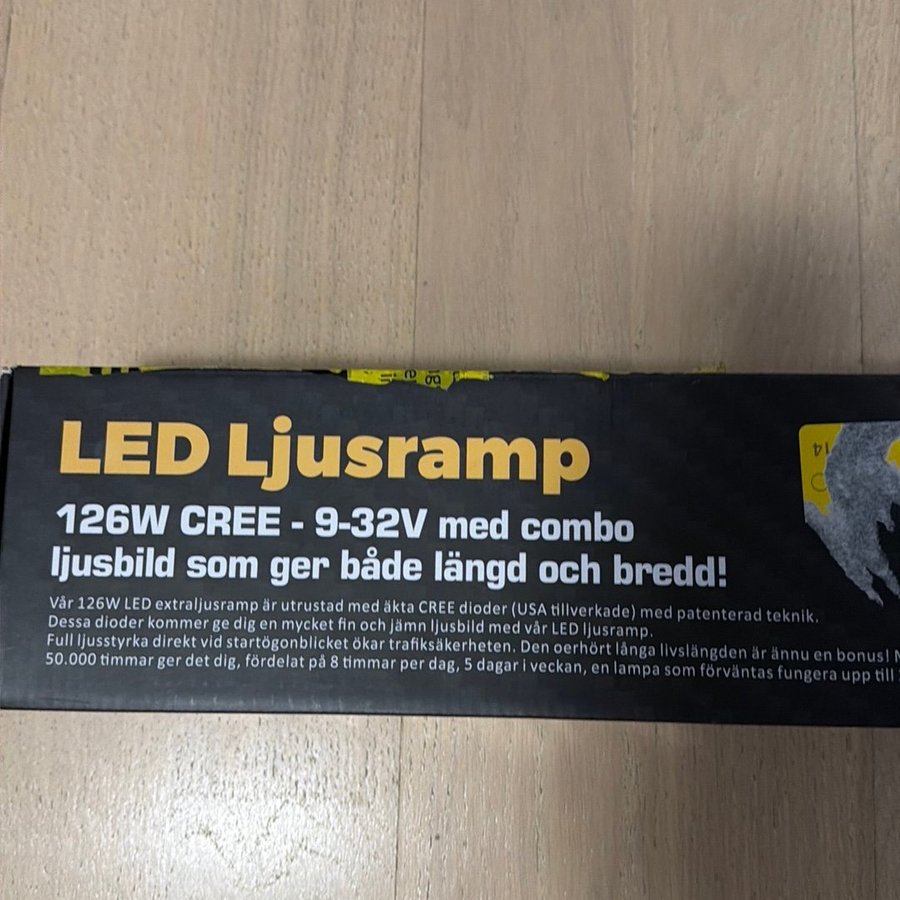 LED Ljusramp
126W CREE - 9-32V med combo
ljusbild som ger både längd och bredd!
Vår 126W LED extraljusramp är utrustad med äkta CREE dioder (USA tillverkade) med patenterad teknik.
Dessa dioder kommer ge dig en mycket fin och jämn ljusbild med vår LED ljusramp.
Full ljusstyrka direkt vid startögonblicket ökar trafiksäkerheten. Den oerhört långa livslängden är ännu en bonus!
50.000 timmar ger det dig, fördelat på 8 timmar per dag, 5 dagar i veckan, en lampa som förväntas fungera upp till
14